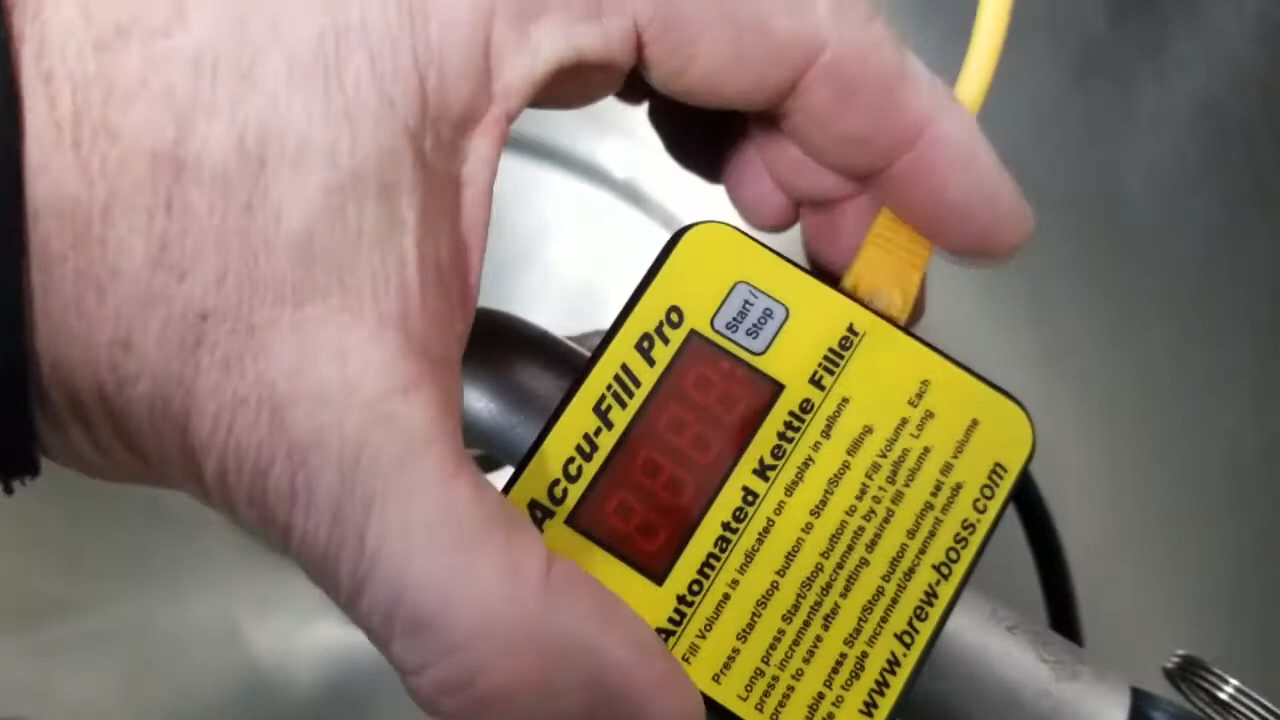 Accu-Fill Pro
Start /
Stop
Automated Kettle Filler
Fill Volume is indicated on display in gallons.
Press Start/Stop button to Start/Stop filling.
Long press Start/Stop button to set Fill Volume. Each
press increments/decrements by 0.1 gallon. Long
press to save after setting desired fill volume.
uble press Start/Stop button during set fill volume
e to toggle increment/decrement mode.
www.brew-boss.com